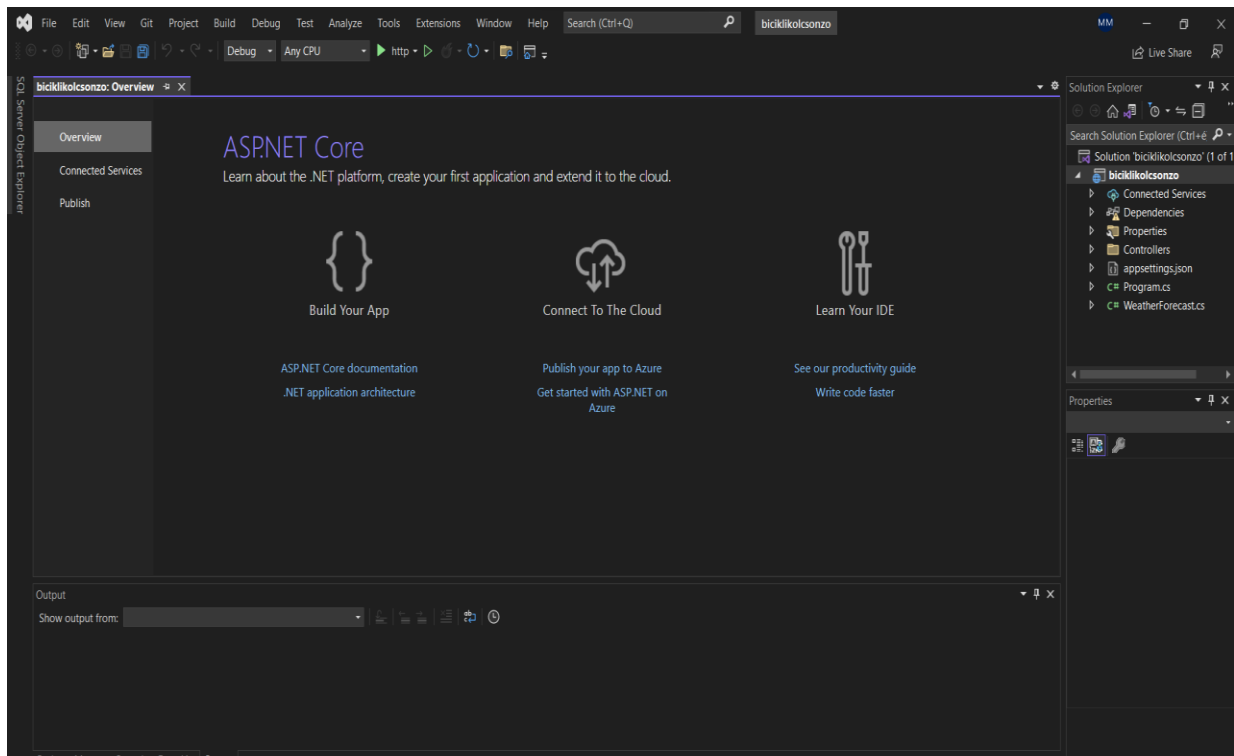 File Edit View Git Project Build Debug Test Analyze Tools Extensions Window Help Search (Ctrl+Q) biciklikolcsonzo MM
Debug Any CPU http Live Share
SQL Server Object Explorer
biciklikolcsonzo: Overview
Overview
Connected Services
Publish
ASP.NET Core
Learn about the .NET platform, create your first application and extend it to the cloud.
Build Your App
Connect To The Cloud
Learn Your IDE
ASP.NET Core documentation
.NET application architecture
Publish your app to Azure
Get started with ASP.NET on
Azure
See our productivity guide
Write code faster
Solution Explorer
Search Solution Explorer (Ctrl+é
Solution 'biciklikolcsonzo' (1 of 1
biciklikolcsonzo
Connected Services
Dependencies
Properties
Controllers
appsettings.json
C# Program.cs
C# WeatherForecast.cs
Properties
Output
Show output from: